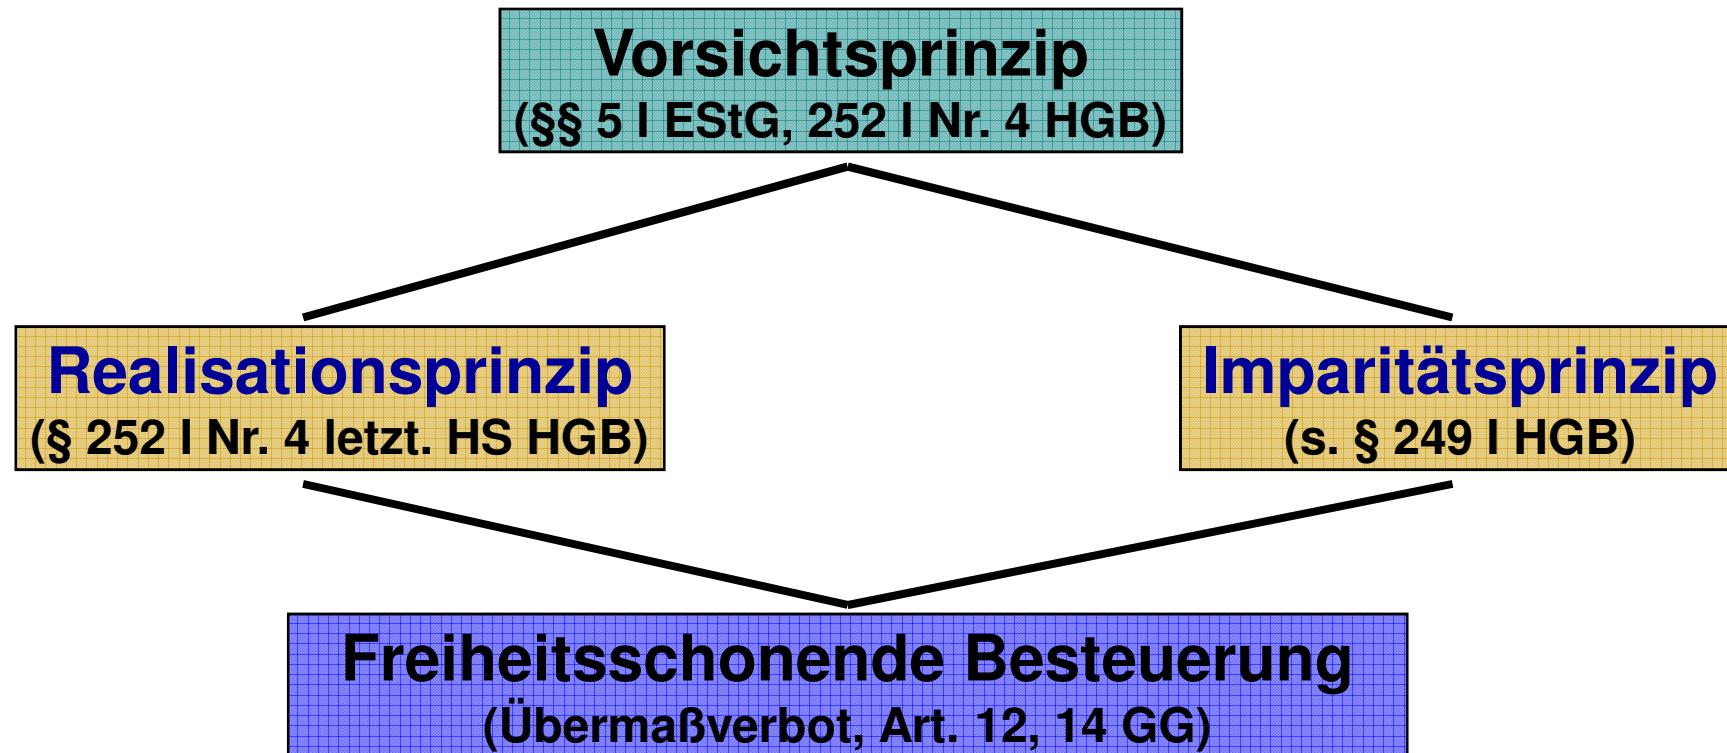 Vorsichtsprinzip
(§§ 5 I EStG, 252 I Nr. 4 HGB)
Realisationsprinzip
(§ 252 I Nr. 4 letzt. HS HGB)
Imparitätsprinzip
(s. § 249 I HGB)
Freiheitsschonende Besteuerung
(Übermaßverbot, Art. 12, 14 GG)